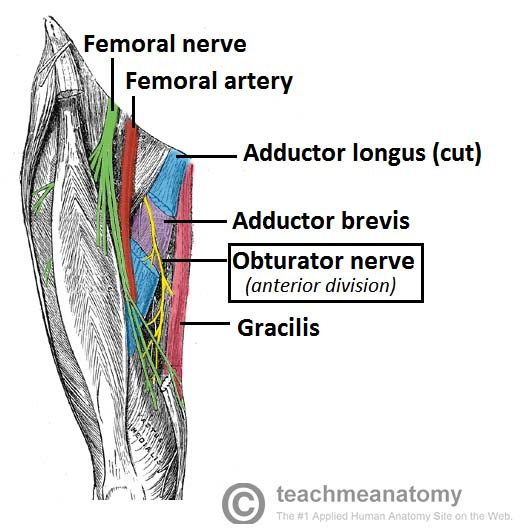 Femoral nerve
Femoral artery
Adductor longus (cut)
Adductor brevis
Obturator nerve
(anterior division)
Gracilis
© teachmeanatomy
The #1 Applied Human Anatomy Site on the Web.